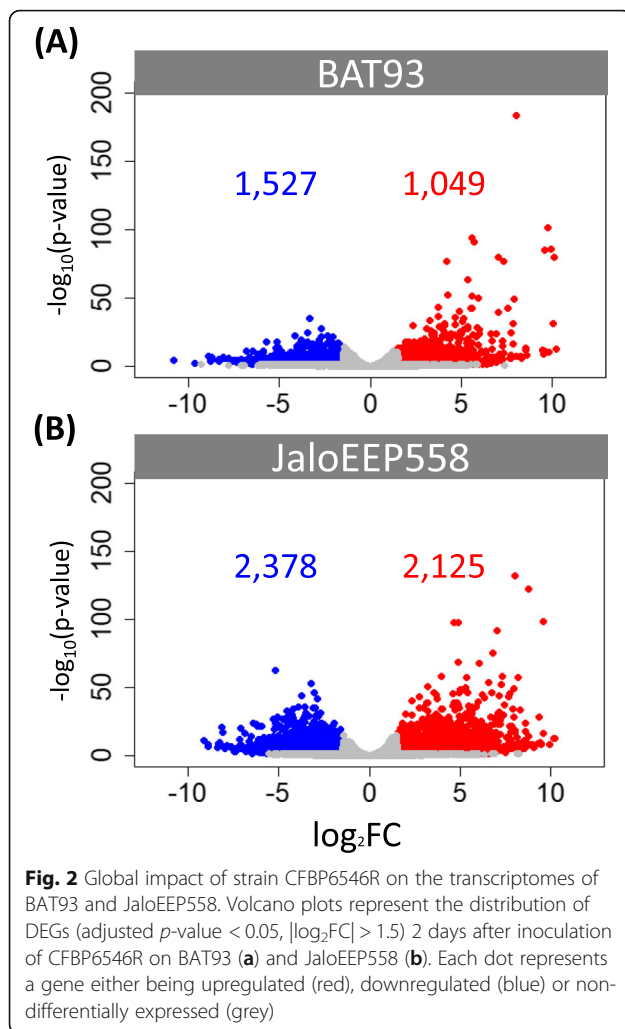 (A)
BAT93
200
150
100
50
0
-log₁₀(p-value)
1,527 1,049
-10 -5 0 5 10
(B)
JaloEEP558
200
150
100
50
0
-log₁₀(p-value)
2,378 2,125
-10 -5 0 5 10
log₂FC
Fig. 2 Global impact of strain CFBP6546R on the transcriptomes of
BAT93 and JaloEEP558. Volcano plots represent the distribution of
DEGs (adjusted p-value < 0.05, |log₂FC| > 1.5) 2 days after inoculation
of CFBP6546R on BAT93 (a) and JaloEEP558 (b). Each dot represents
a gene either being upregulated (red), downregulated (blue) or non-
differentially expressed (grey)